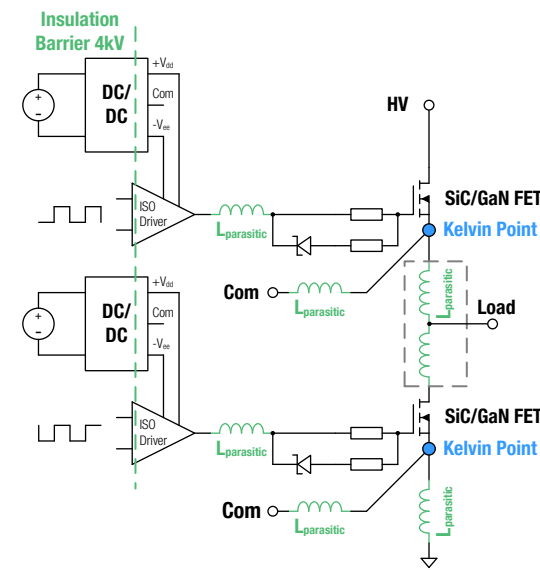 Insulation
Barrier 4kV
+Vdd
DC/
DC
Com
-Vee
HV
ISO
Driver
SiC/GaN FET
Lparasitic
Kelvin Point
Com
Lparasitic
Lparasitic
Load
+Vdd
DC/
DC
Com
-Vee
ISO
Driver
SiC/GaN FET
Lparasitic
Kelvin Point
Com
Lparasitic
Lparasitic